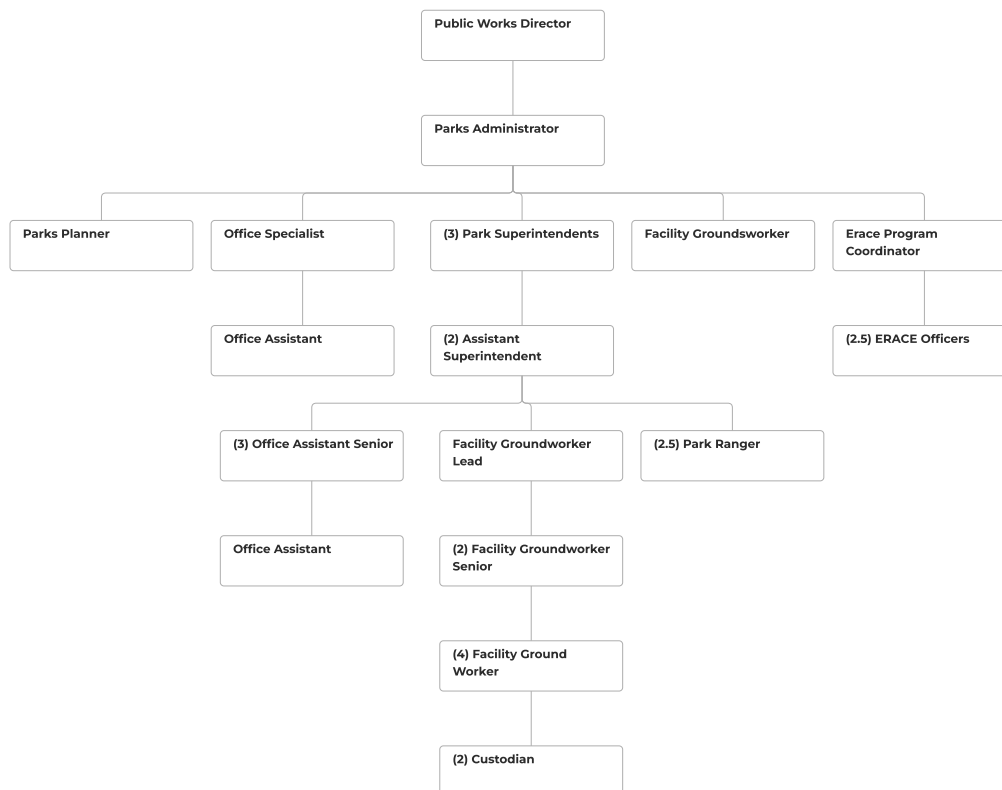 Public Works Director
Parks Administrator
Parks Planner
Office Specialist
(3) Park Superintendents
Facility Groundsworker
Erace Program
Coordinator
Office Assistant
(2) Assistant
Superintendent
(2.5) ERACE Officers
(3) Office Assistant Senior
Facility Groundworker
Lead
(2.5) Park Ranger
Office Assistant
(2) Facility Groundworker
Senior
(4) Facility Ground
Worker
(2) Custodian